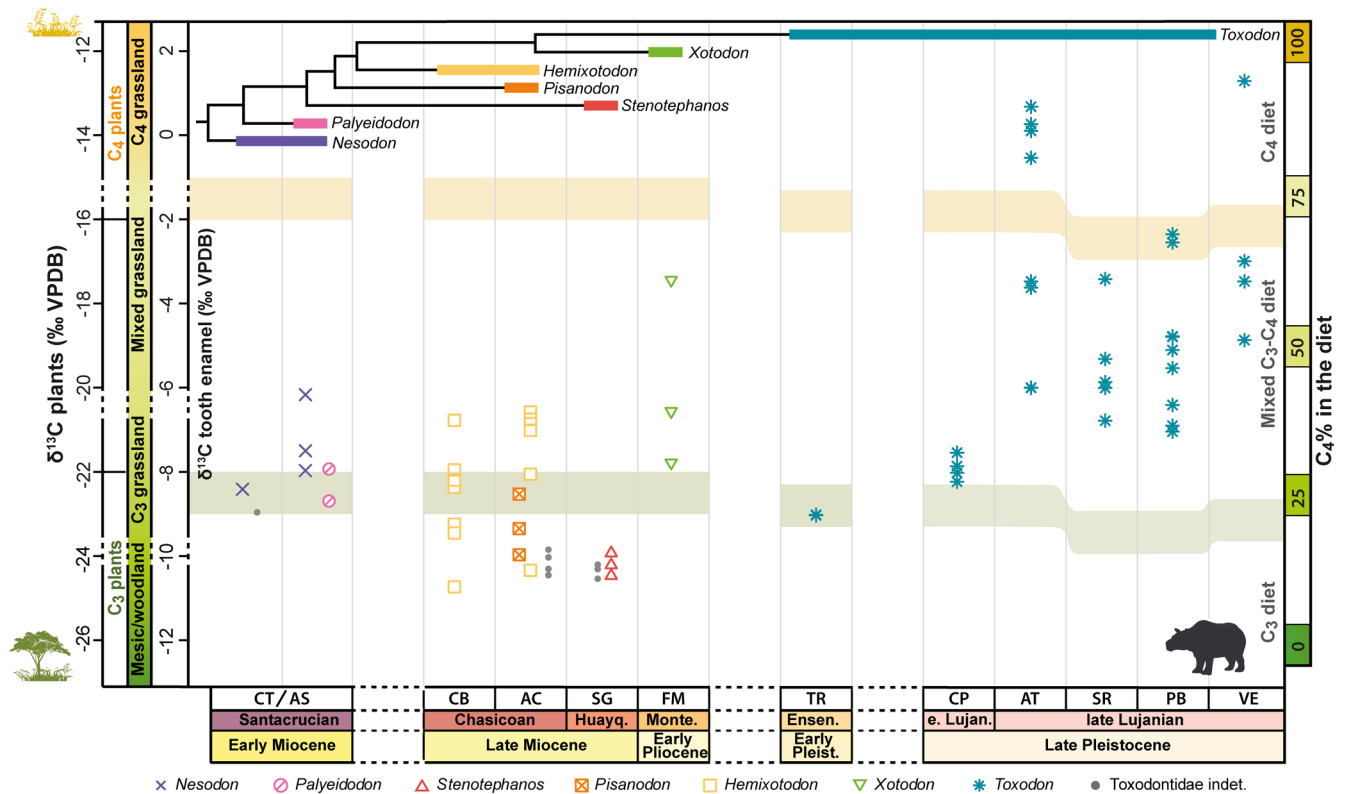 δ¹³C plants (‰ VPDB)
-12
-14
-16
-18
-20
-22
-24
-26
C₄ plants
C₃ plants
C₄ grassland
Mixed grassland
C₃ grassland
Mesic/woodland
δ¹³C tooth enamel (‰ VPDB)
2
0
-2
-4
-6
-8
-10
-12
Toxodon
Xotodon
Hemixotodon
Pisanodon
Stenotephanos
Palyeidodon
Nesodon
C₄ diet
Mixed C₃-C₄ diet
C₃ diet
100
75
50
25
0
C₄% in the diet
CT / AS CB AC SG FM TR CP AT SR PB VE
Santacrucian Chasicoan Huayq. Monte. Ensen. e. Lujan. late Lujanian
Early Miocene Late Miocene Early Pliocene Early Pleist. Late Pleistocene
Nesodon Palyeidodon Stenotephanos Pisanodon Hemixotodon Xotodon Toxodon Toxodontidae indet.